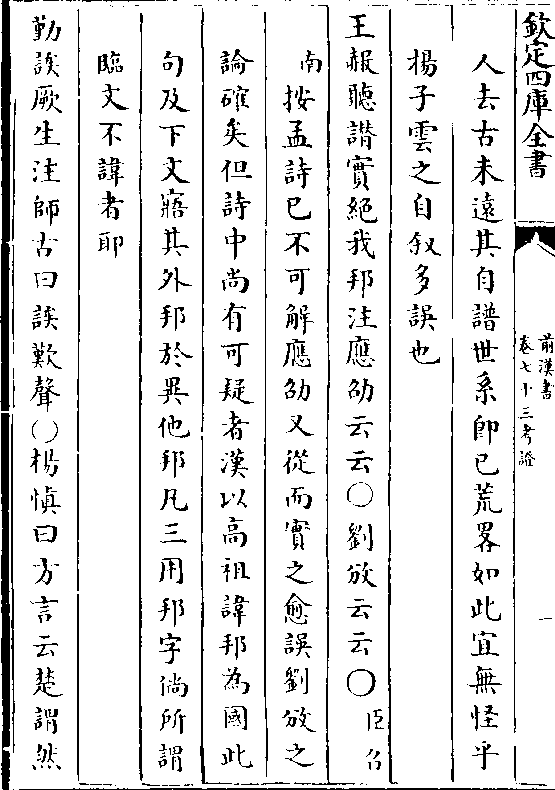 欽定四庫全書
前漢書
卷七十三考證
一
人去古未遠其自譜世系即已荒畧如此宜無怪乎
揚子雲之自叙多誤也
王赧聽譖實絕我邦注應劭云云〇劉攽云云〇臣召
南按孟詩已不可解應劭又從而實之愈誤劉攽之
論確矣但詩中尚有可疑者漢以高祖諱邦為國此
句及下文寤其外邦於異他邦凡三用邦字倘所謂
臨文不諱者耶
勤誒厥生注師古曰誒歎聲〇楊慎曰方言云楚謂然